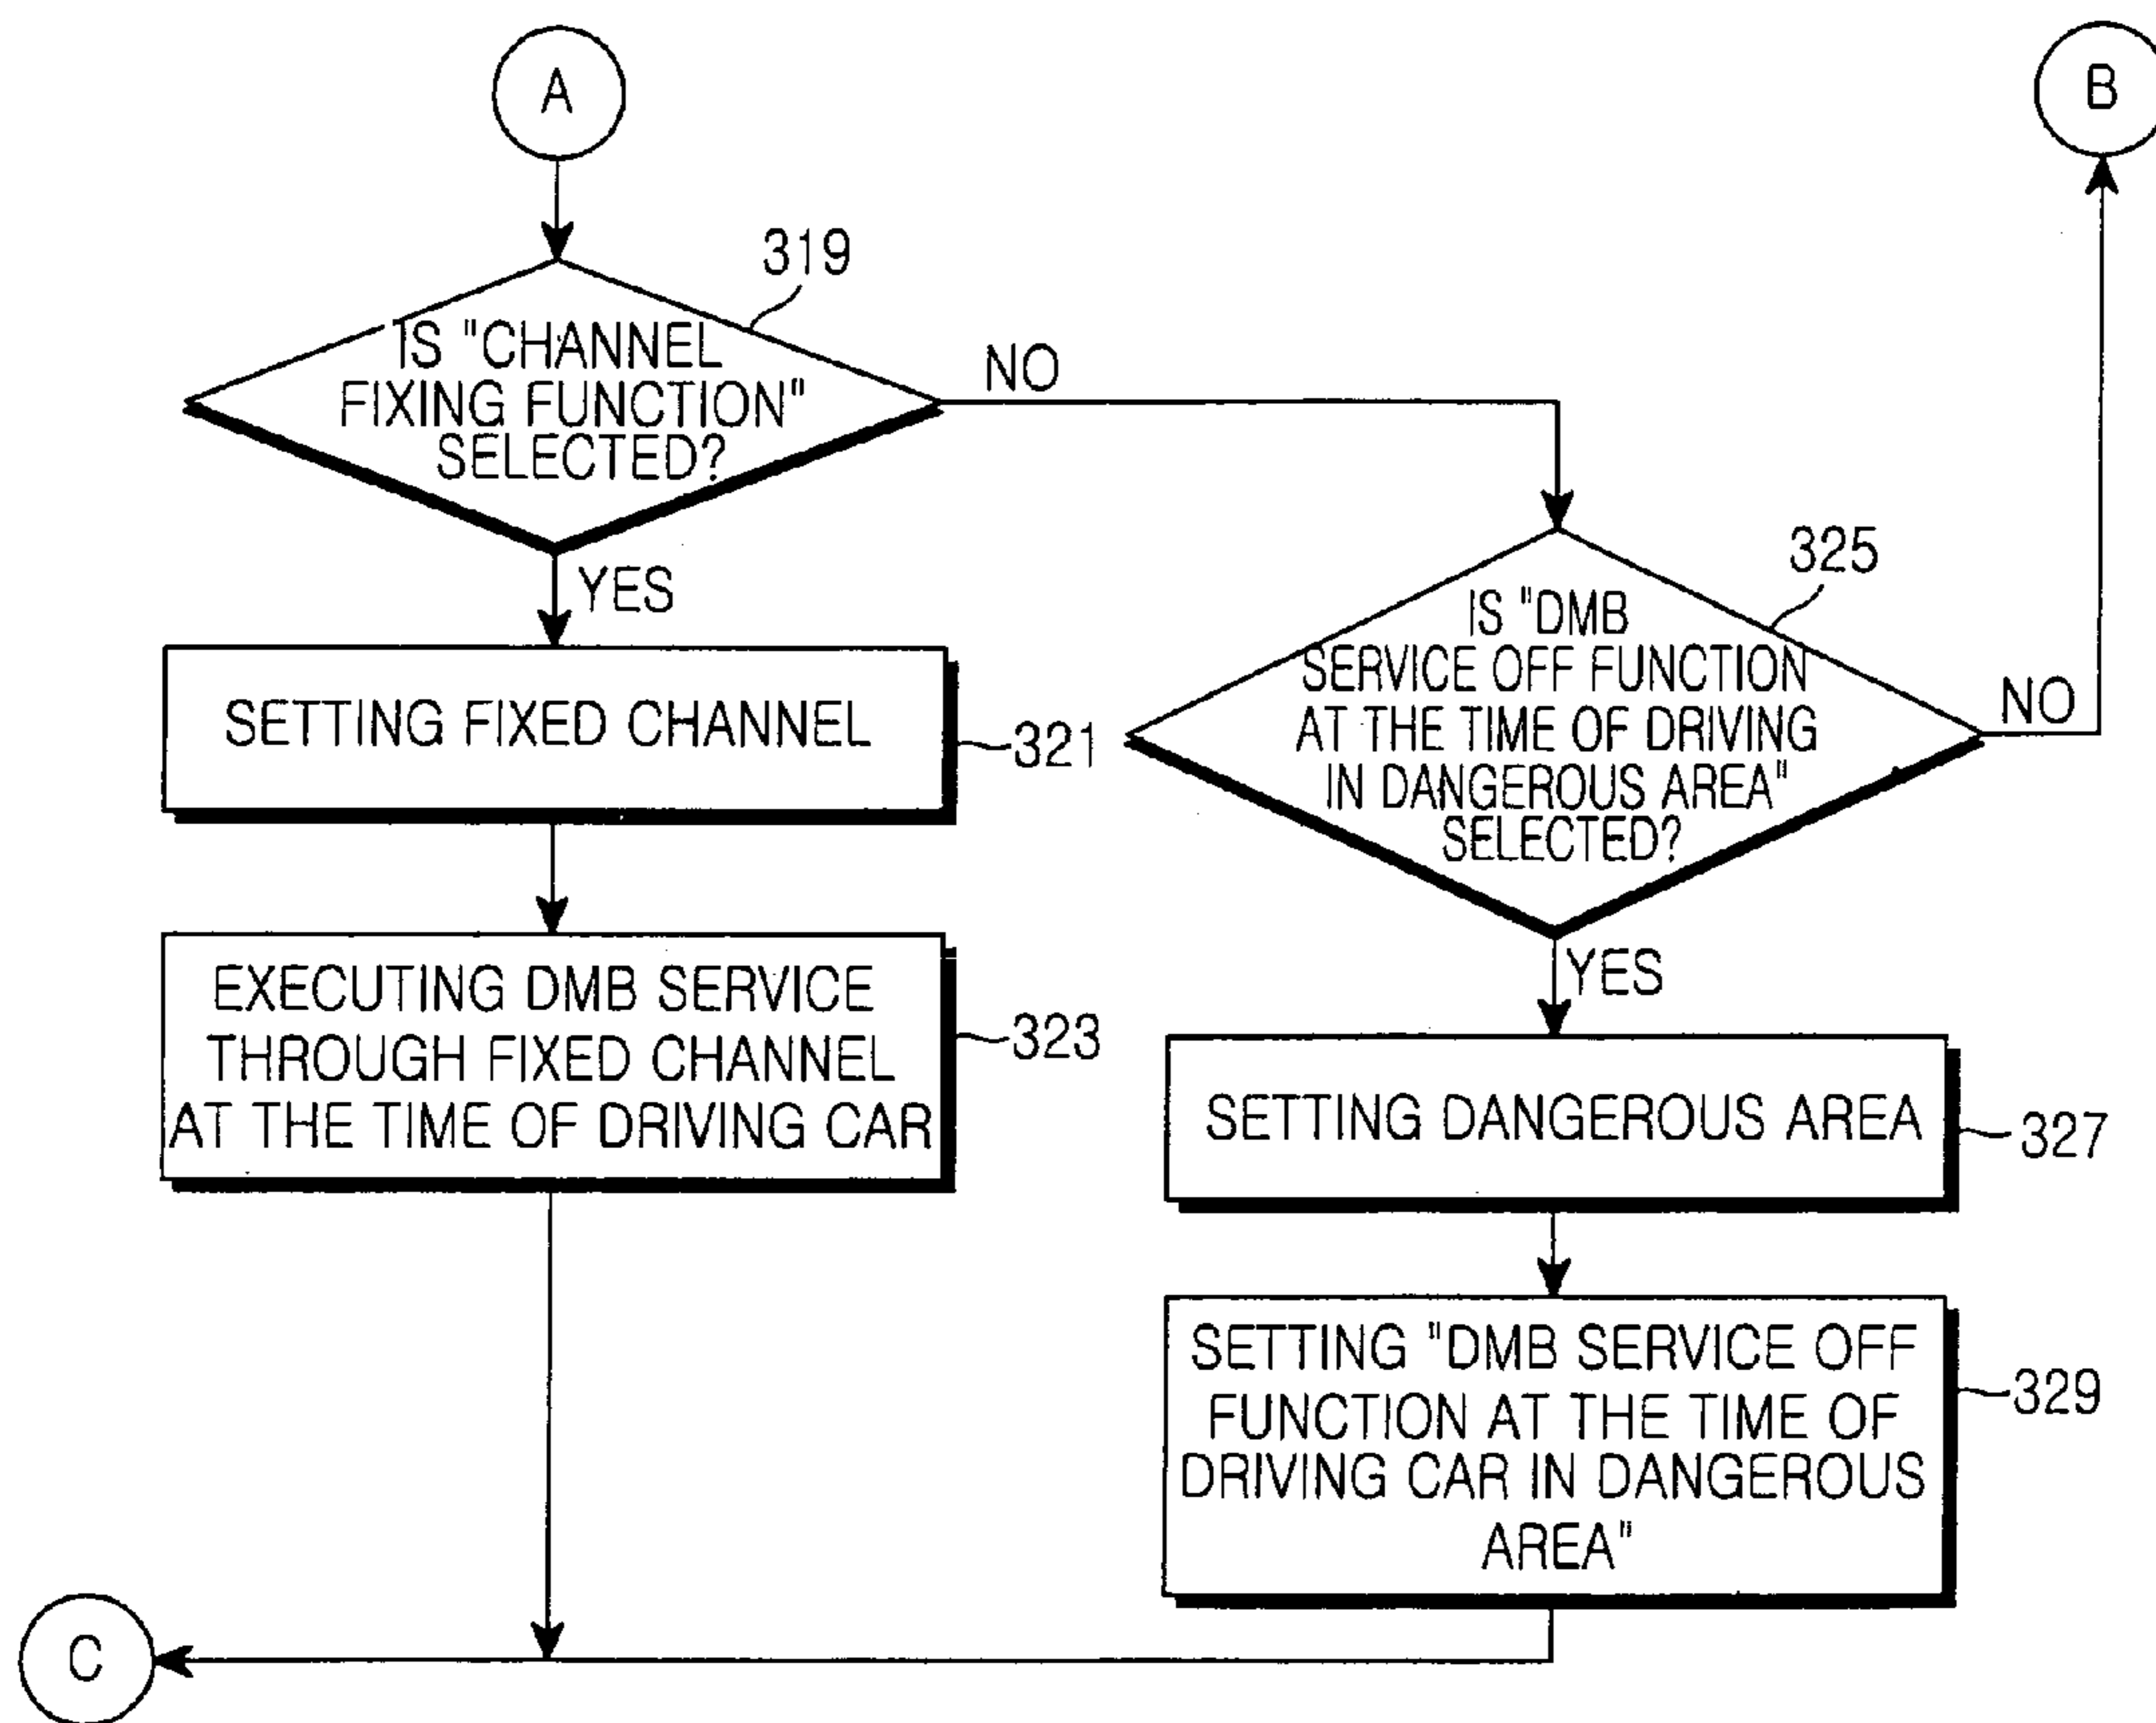 A
B
319
IS "CHANNEL
FIXING FUNCTION"
SELECTED?
NO
YES
325
IS "DMB
SERVICE OFF FUNCTION
AT THE TIME OF DRIVING
IN DANGEROUS AREA"
SELECTED?
NO
YES
SETTING FIXED CHANNEL
321
EXECUTING DMB SERVICE
THROUGH FIXED CHANNEL
AT THE TIME OF DRIVING CAR
323
SETTING DANGEROUS AREA
327
SETTING "DMB SERVICE OFF
FUNCTION AT THE TIME OF
DRIVING CAR IN DANGEROUS
AREA"
329
C